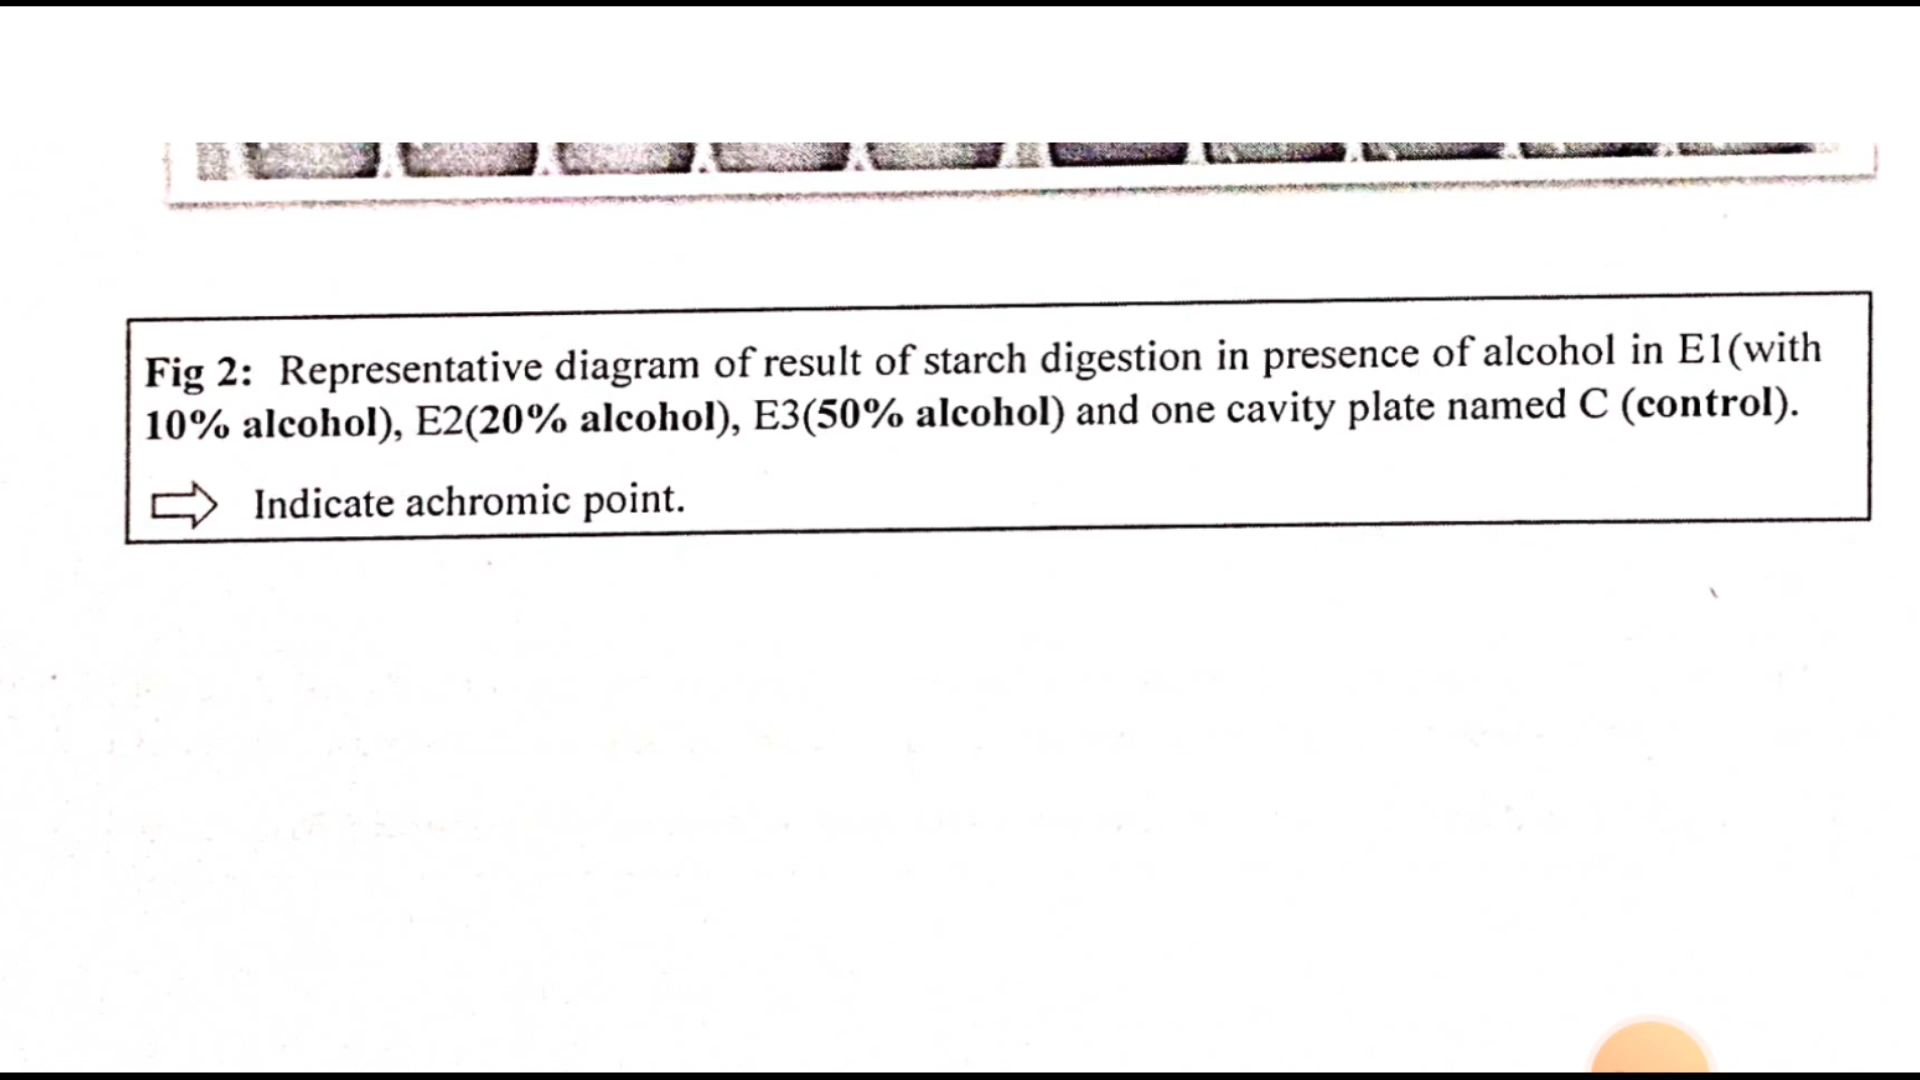 Fig 2: Representative diagram of result of starch digestion in presence of alcohol in E1(with
10% alcohol), E2(20% alcohol), E3(50% alcohol) and one cavity plate named C (control).
Indicate achromic point.